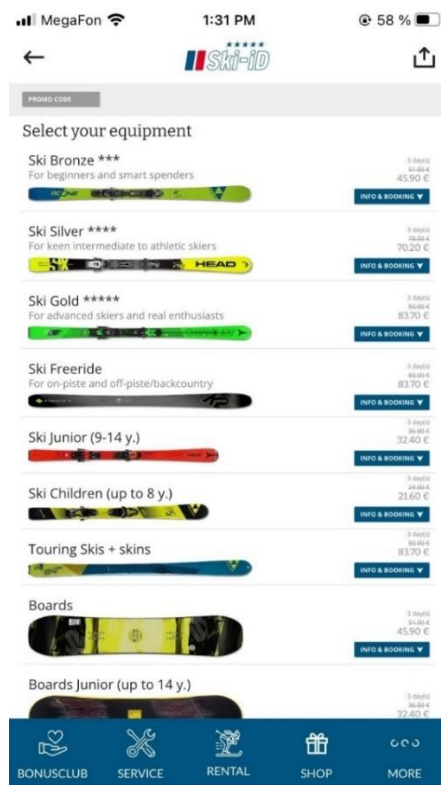 MegaFon 1:31 PM 58 %
Ski-iD
PROMO CODE
Select your equipment
Ski Bronze ***
For beginners and smart spenders
3 day(s)
51.00 €
45.90 €
INFO & BOOKING
Ski Silver ****
For keen intermediate to athletic skiers
3 day(s)
78.00 €
70.20 €
HEAD
INFO & BOOKING
Ski Gold *****
For advanced skiers and real enthusiasts
3 day(s)
93.00 €
83.70 €
INFO & BOOKING
Ski Freeride
For on-piste and off-piste/backcountry
3 day(s)
93.00 €
83.70 €
K2
INFO & BOOKING
Ski Junior (9-14 y.)
3 day(s)
36.00 €
32.40 €
INFO & BOOKING
Ski Children (up to 8 y.)
3 day(s)
24.00 €
21.60 €
INFO & BOOKING
Touring Skis + skins
3 day(s)
93.00 €
83.70 €
INFO & BOOKING
Boards
3 day(s)
51.00 €
45.90 €
INFO & BOOKING
Boards Junior (up to 14 y.)
3 day(s)
36.00 €
32.40 €
BONUSCLUB SERVICE RENTAL SHOP MORE